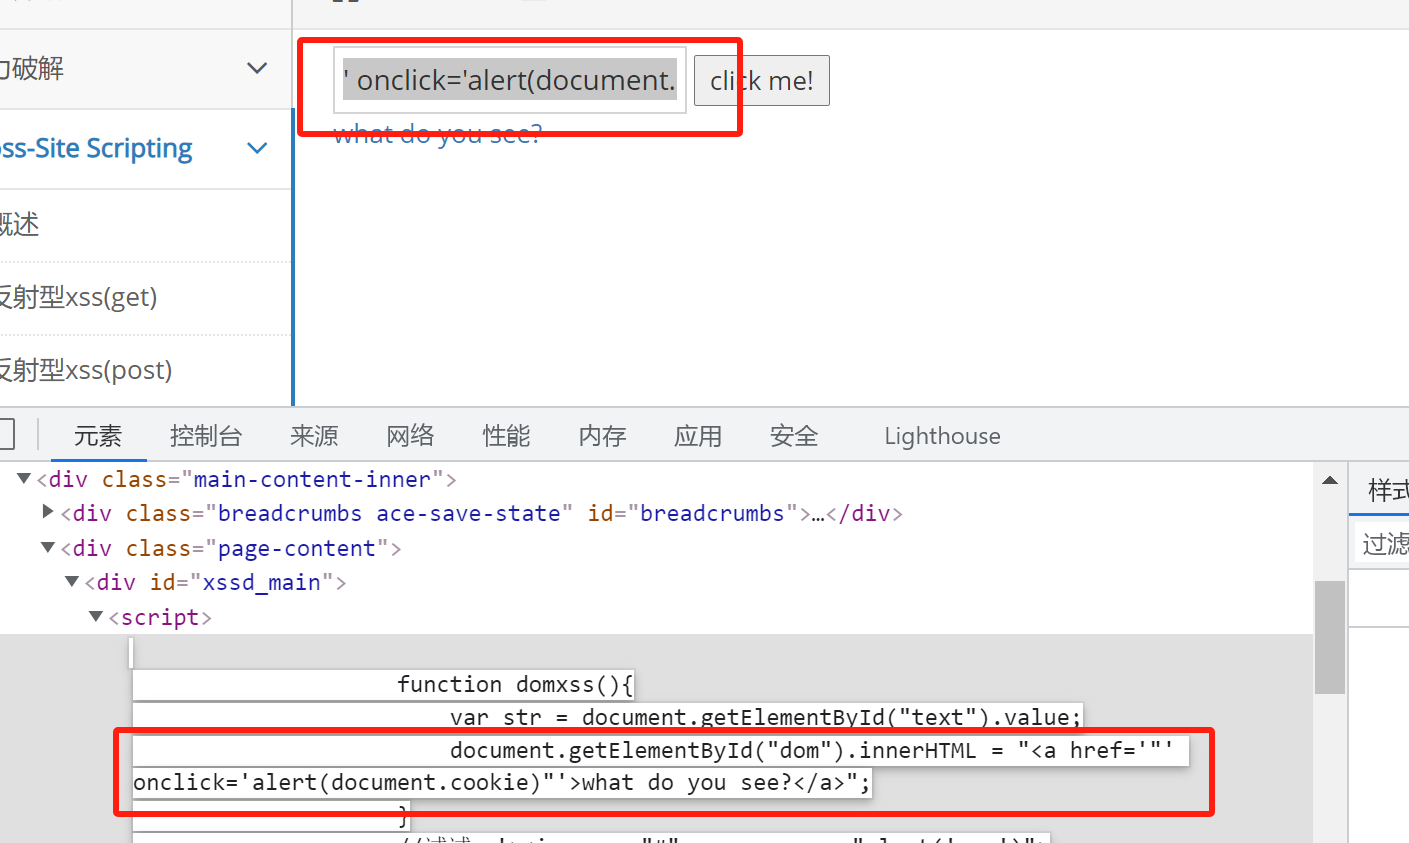 ' onclick='alert(document.
click me!
what do you see?
力破解
oss-Site Scripting
概述
反射型xss(get)
反射型xss(post)
元素 控制台 来源 网络 性能 内存 应用 安全 Lighthouse
<div class="main-content-inner">
<div class="breadcrumbs ace-save-state" id="breadcrumbs">…</div>
<div class="page-content">
<div id="xssd_main">
<script>
function domxss(){
var str = document.getElementById("text").value;
document.getElementById("dom").innerHTML = "<a href='"'
onclick='alert(document.cookie)"'>what do you see?</a>";
}
样式
过滤